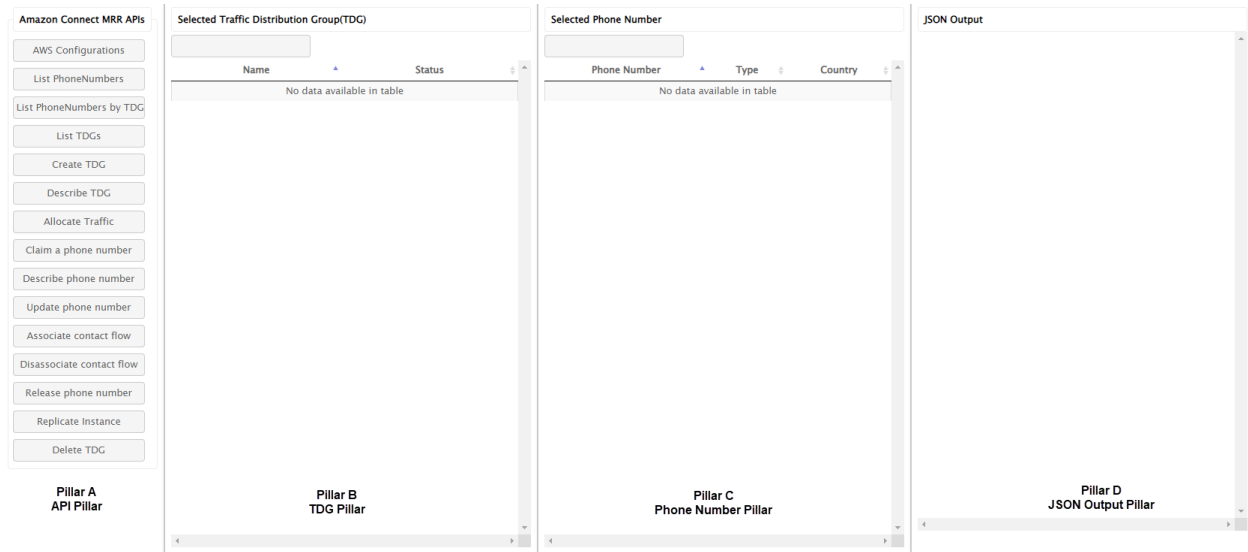 Amazon Connect MRR APIs
AWS Configurations
List PhoneNumbers
List PhoneNumbers by TDG
List TDGs
Create TDG
Describe TDG
Allocate Traffic
Claim a phone number
Describe phone number
Update phone number
Associate contact flow
Disassociate contact flow
Release phone number
Replicate Instance
Delete TDG
Pillar A
API Pillar
Selected Traffic Distribution Group(TDG)
Name Status
No data available in table
Pillar B
TDG Pillar
Selected Phone Number
Phone Number Type Country
No data available in table
Pillar C
Phone Number Pillar
JSON Output
Pillar D
JSON Output Pillar